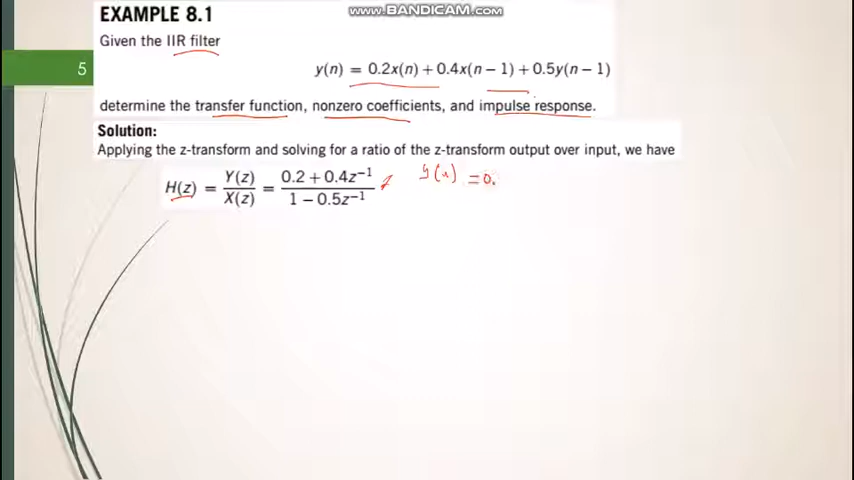 www.BANDICAM.com
EXAMPLE 8.1
Given the IIR filter
5
y(n) = 0.2x(n) + 0.4x(n − 1) + 0.5y(n − 1)
determine the transfer function, nonzero coefficients, and impulse response.
Solution:
Applying the z-transform and solving for a ratio of the z-transform output over input, we have
H(z) = Y(z)/X(z) = (0.2 + 0.4z⁻¹)/(1 − 0.5z⁻¹)
y(n) = 0.